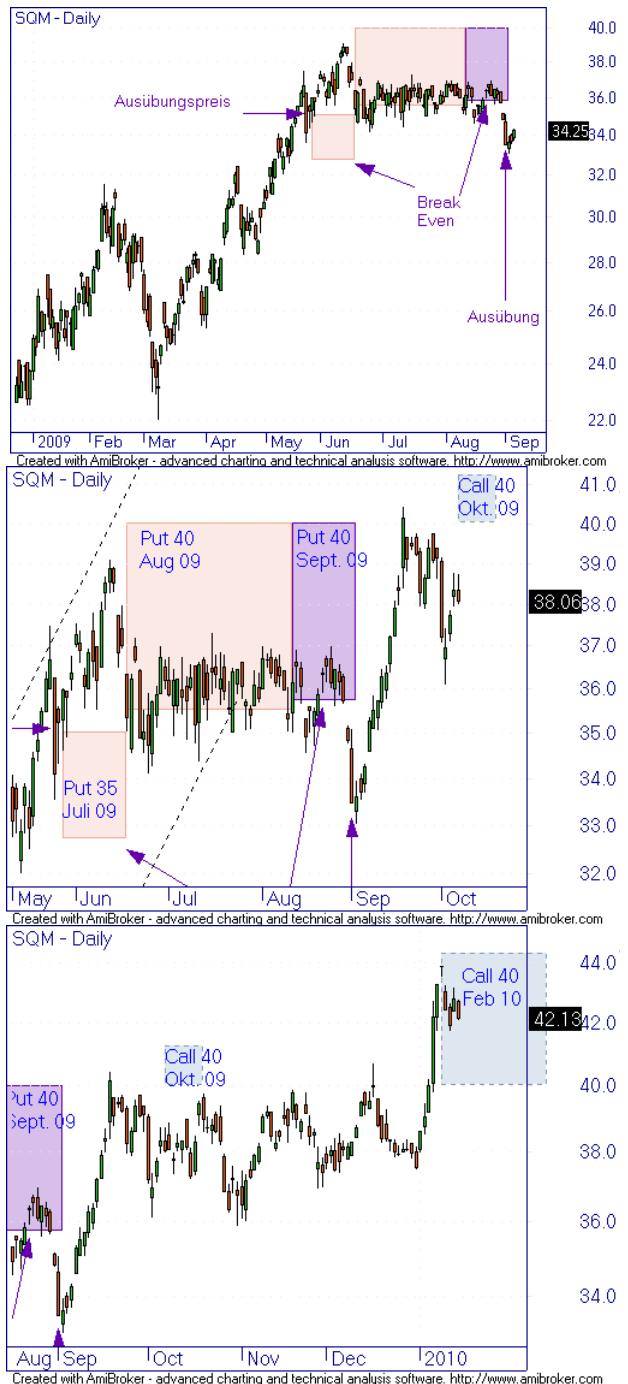 SQM - Daily
40.0
38.0
Ausübungspreis
36.0
34.25
34.0
32.0
Break
Even
30.0
28.0
Ausübung
26.0
24.0
22.0
2009 Feb Mar Apr May Jun Jul Aug Sep
Created with AmiBroker - advanced charting and technical analysis software. http://www.amibroker.com
SQM - Daily
Call 40
Okt. 09
41.0
40.0
Put 40
Aug 09
Put 40
Sept. 09
39.0
38.06
38.0
37.0
36.0
35.0
Put 35
Juli 09
34.0
33.0
32.0
May Jun Jul Aug Sep Oct
Created with AmiBroker - advanced charting and technical analysis software. http://www.amibroker.com
SQM - Daily
44.0
Call 40
Feb 10
42.13
42.0
Call 40
Okt. 09
40.0
Put 40
Sept. 09
38.0
36.0
34.0
Aug Sep Oct Nov Dec 2010
Created with AmiBroker - advanced charting and technical analysis software. http://www.amibroker.com